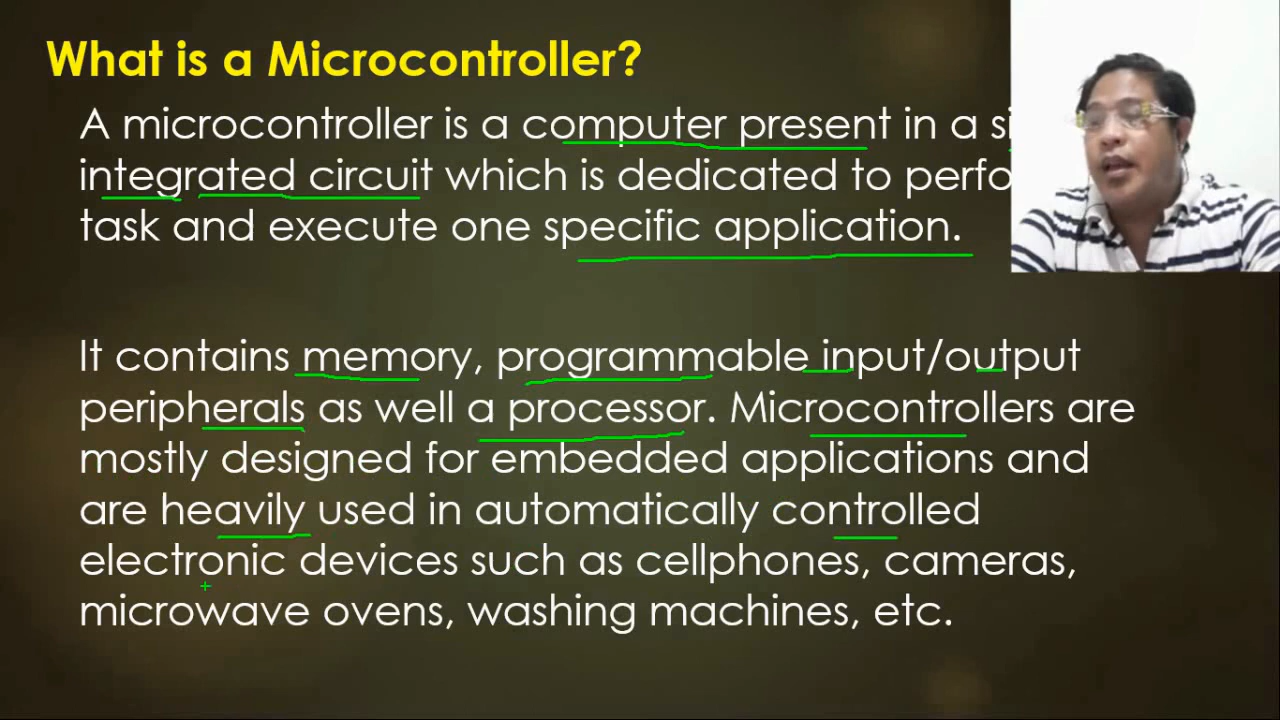 What is a Microcontroller?
A microcontroller is a computer present in a
integrated circuit which is dedicated to
task and execute one specific application.
It contains memory, programmable input/output
peripherals as well a processor. Microcontrollers are
mostly designed for embedded applications and
are heavily used in automatically controlled
electronic devices such as cellphones, cameras,
microwave ovens, washing machines, etc.